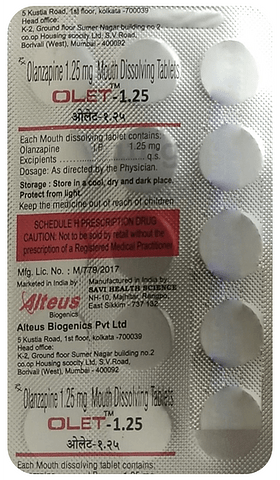 5 Kustia Road, 1st floor, kolkata -700039
Head office:
K-2, Ground floor Sumer Nagar building no.2
co.op Housing socity Ltd, S.V.Road,
Borivali (West), Mumbai - 400092
Rx
Olanzapine 1.25 mg Mouth Dissolving Tablets
OLET™-1.25
ओलेट-१.२५
Each Mouth dissolving tablet contains:
Olanzapine I.P. 1.25 mg
Excipients q.s.
Dosage: As directed by the Physician.
Storage : Store in a cool, dry and dark place.
Protect from light.
Keep the medicine out of reach of children
SCHEDULE H PRESCRIPTION DRUG
CAUTION: Not to be sold by retail without the
prescription of a Registered Medical Practitioner
Mfg. Lic. No. : M/779/2017
Marketed in India by :
Alteus
Biogenics
Manufactured in India by :
SAVI HEALTH SCIENCE
NH-10, Majhitar, Rangpo
East Sikkim - 737 132
Alteus Biogenics Pvt Ltd
5 Kustia Road, 1st floor, kolkata -700039
Head office:
K-2, Ground floor Sumer Nagar building no.2
co.op Housing socity Ltd, S.V.Road,
Borivali (West), Mumbai - 400092
Rx
Olanzapine 1.25 mg Mouth Dissolving Tablets
OLET™-1.25
ओलेट-१.२५
Each Mouth dissolving tablet contains:
Olanzapine I.P. 1.25 mg